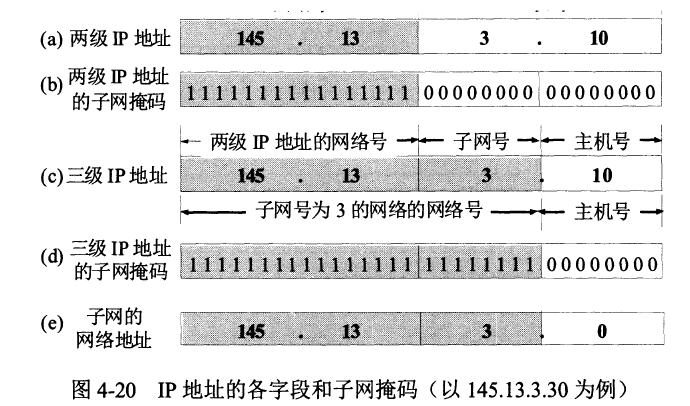 (a) 两级 IP 地址 145 . 13 3 . 10
(b) 两级 IP 地址
的子网掩码 1111111111111111 00000000 00000000
两级 IP 地址的网络号 子网号 主机号
(c) 三级 IP 地址 145 . 13 3 . 10
子网号为 3 的网络的网络号 主机号
(d) 三级 IP 地址
的子网掩码 1111111111111111 11111111 00000000
(e) 子网的
网络地址 145 . 13 3 . 0
图 4-20 IP 地址的各字段和子网掩码（以 145.13.3.30 为例）